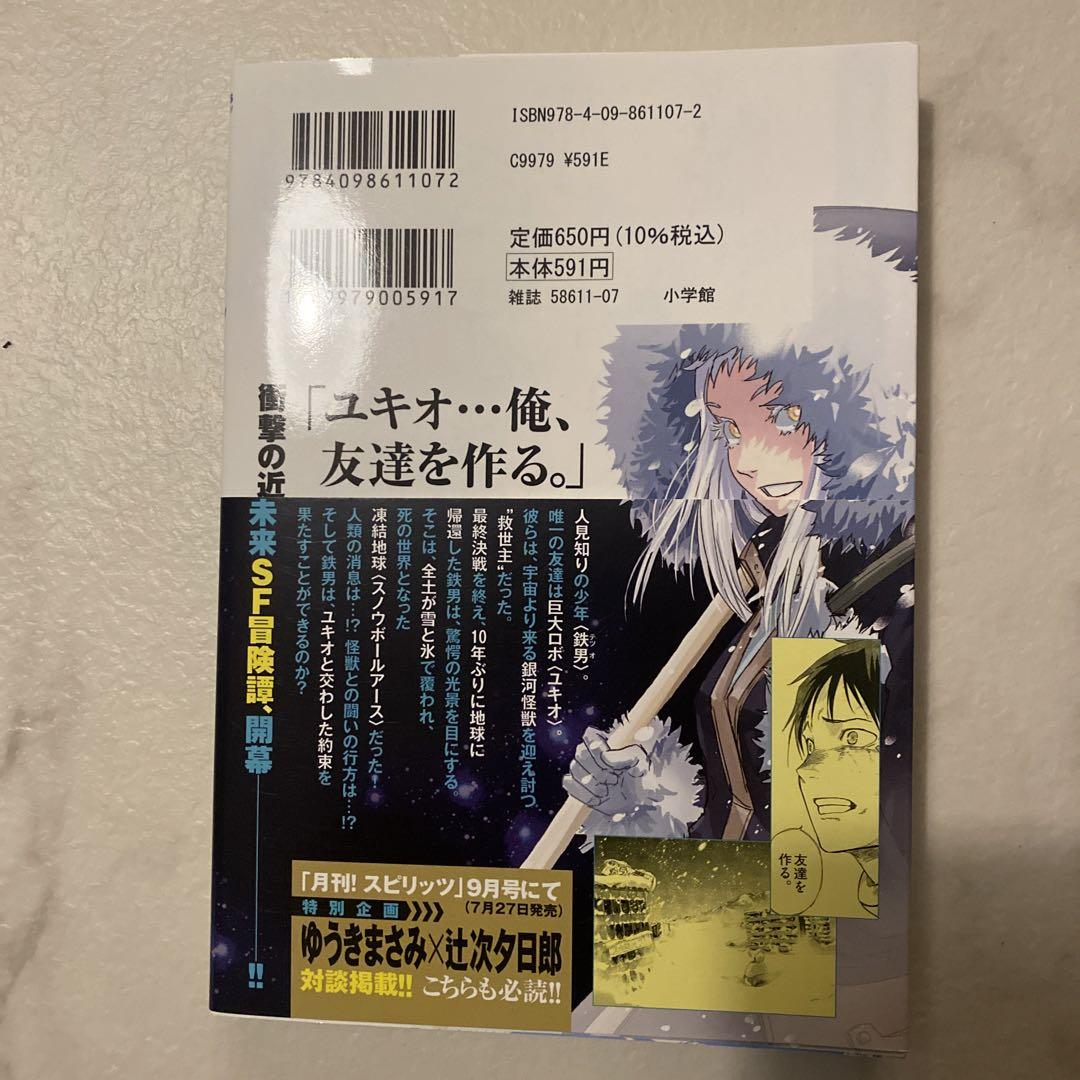 ISBN978-4-09-861107-2
9784098611072
C9979 ¥591E
定価650円(10%税込)
本体591円
9979005917
雑誌 58611-07 小学館
「ユキオ…俺、
友達を作る。」
衝撃の近未来SF冒険譚、開幕――!!
人見知りの少年〈鉄男〉。
テツオ
唯一の友達は巨大ロボ〈ユキオ〉。
彼らは、宇宙より来る銀河怪獣を迎え討つ
"救世主"だった。
最終決戦を終え、10年ぶりに地球に
帰還した鉄男は、驚愕の光景を目にする。
そこは、全土が雪と氷で覆われ、
死の世界となった
凍結地球〈スノウボールアース〉だった！
人類の消息は…!? 怪獣との闘いの行方は…!?
そして鉄男は、ユキオと交わした約束を
果たすことができるのか？
友達を
作る。
「月刊！スピリッツ」9月号にて
特別企画 (7月27日発売)
ゆうきまさみ×辻次夕日郎
対談掲載!! こちらも必読!!